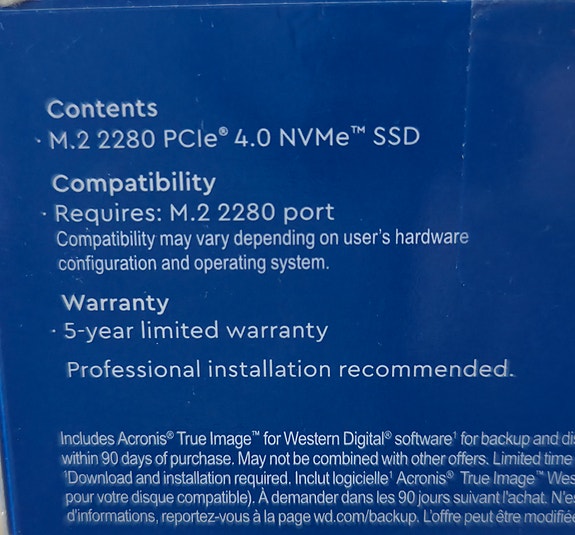 Contents
· M.2 2280 PCIe® 4.0 NVMe™ SSD
Compatibility
· Requires: M.2 2280 port
Compatibility may vary depending on user's hardware
configuration and operating system.
Warranty
· 5-year limited warranty
Professional installation recommended.
Includes Acronis® True Image™ for Western Digital® software¹ for backup and
within 90 days of purchase. May not be combined with other offers. Limited time
¹Download and installation required. Inclut logicielle¹ Acronis® True Image™
pour votre disque compatible). À demander dans les 90 jours suivant l'achat.
d'informations, reportez-vous à la page wd.com/backup. L'offre peut être